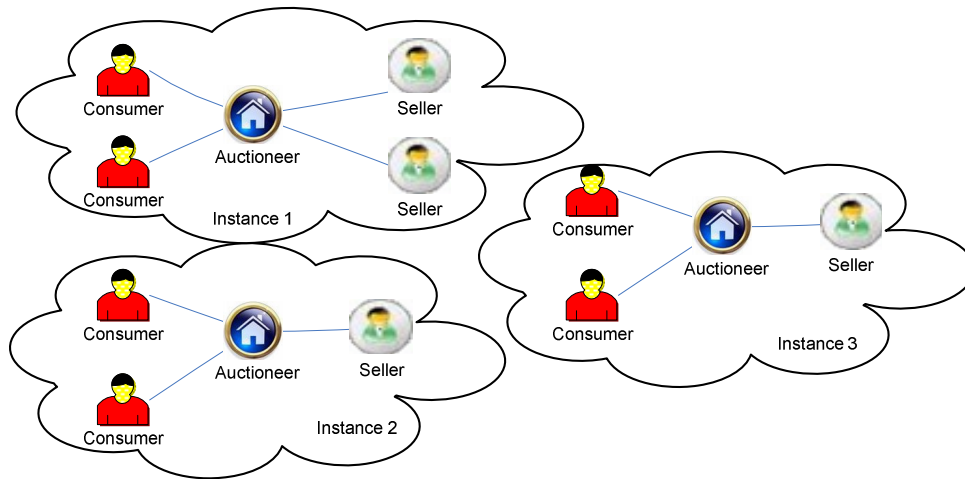 Consumer
Seller
Auctioneer
Consumer
Seller
Instance 1
Consumer
Auctioneer
Seller
Consumer
Instance 2
Consumer
Auctioneer
Seller
Consumer
Instance 3